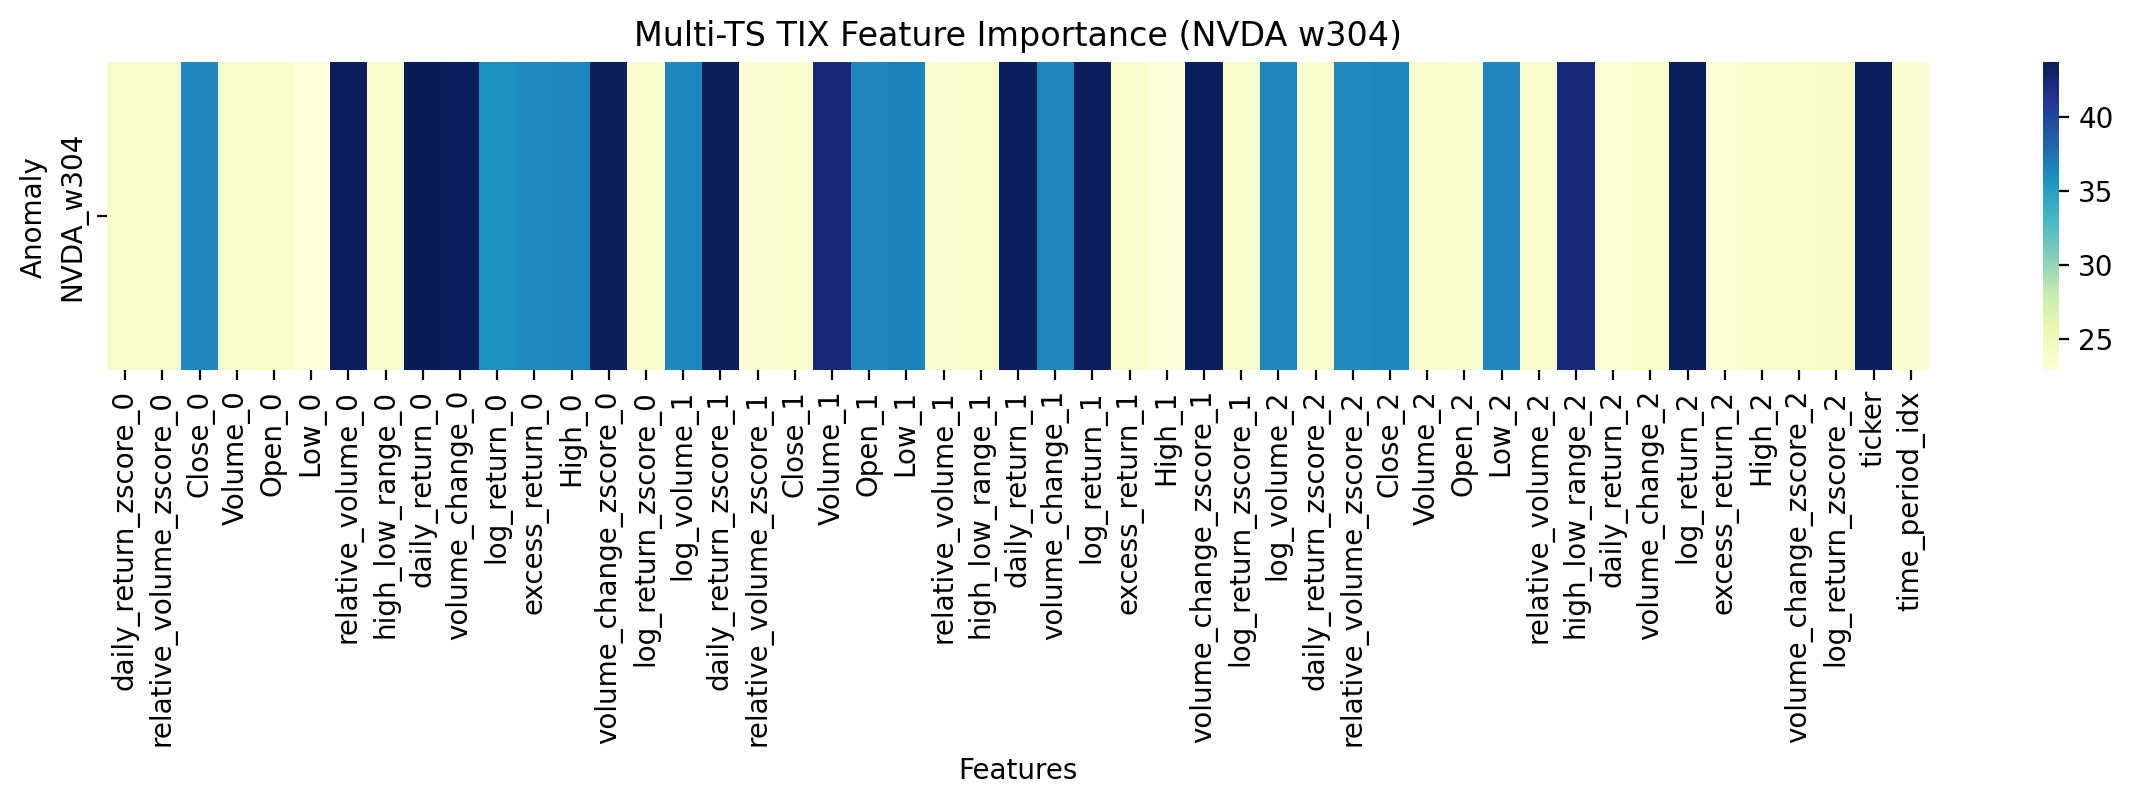 Multi-TS TIX Feature Importance (NVDA w304)
Anomaly
NVDA_w304
40
35
30
25
daily_return_zscore_0
relative_volume_zscore_0
Close_0
Volume_0
Open_0
Low_0
relative_volume_0
high_low_range_0
daily_return_0
volume_change_0
log_return_0
excess_return_0
High_0
volume_change_zscore_0
log_return_zscore_0
log_volume_1
daily_return_zscore_1
relative_volume_zscore_1
Close_1
Volume_1
Open_1
Low_1
relative_volume_1
high_low_range_1
daily_return_1
volume_change_1
log_return_1
excess_return_1
High_1
volume_change_zscore_1
log_return_zscore_1
log_volume_2
daily_return_zscore_2
relative_volume_zscore_2
Close_2
Volume_2
Open_2
Low_2
relative_volume_2
high_low_range_2
daily_return_2
volume_change_2
log_return_2
excess_return_2
High_2
volume_change_zscore_2
log_return_zscore_2
ticker
time_period_idx
Features